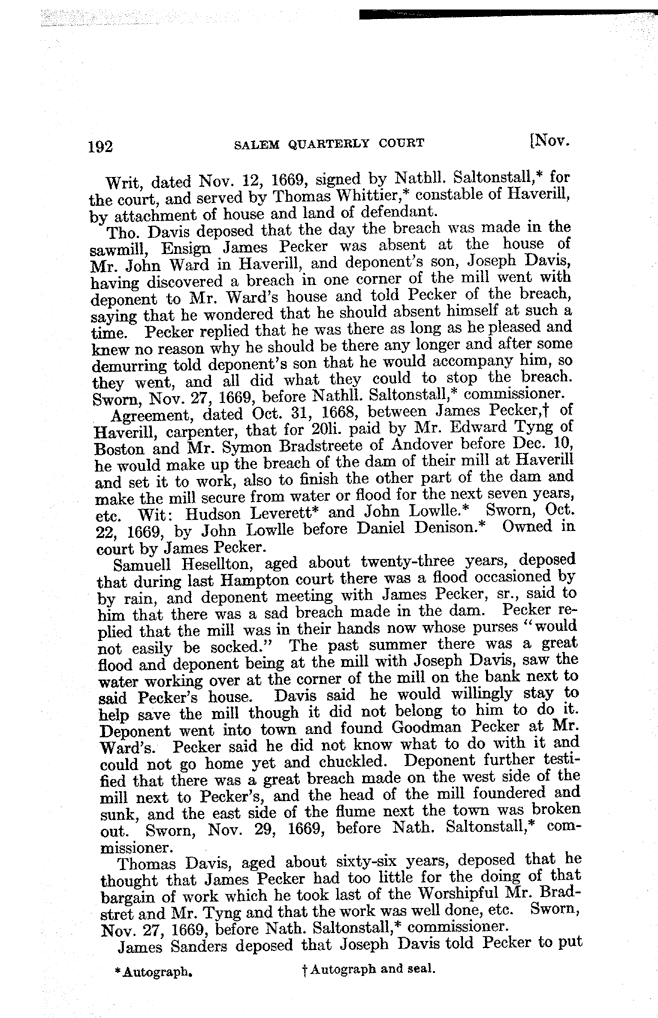 192 SALEM QUARTERLY COURT [Nov.
Writ, dated Nov. 12, 1669, signed by Nathll. Saltonstall,* for
the court, and served by Thomas Whittier,* constable of Haverill,
by attachment of house and land of defendant.
Tho. Davis deposed that the day the breach was made in the
sawmill, Ensign James Pecker was absent at the house of
Mr. John Ward in Haverill, and deponent's son, Joseph Davis,
having discovered a breach in one corner of the mill went with
deponent to Mr. Ward's house and told Pecker of the breach,
saying that he wondered that he should absent himself at such a
time. Pecker replied that he was there as long as he pleased and
knew no reason why he should be there any longer and after some
demurring told deponent's son that he would accompany him, so
they went, and all did what they could to stop the breach.
Sworn, Nov. 27, 1669, before Nathll. Saltonstall,* commissioner.
Agreement, dated Oct. 31, 1668, between James Pecker,† of
Haverill, carpenter, that for 20li. paid by Mr. Edward Tyng of
Boston and Mr. Symon Bradstreete of Andover before Dec. 10,
he would make up the breach of the dam of their mill at Haverill
and set it to work, also to finish the other part of the dam and
make the mill secure from water or flood for the next seven years,
etc. Wit: Hudson Leverett* and John Lowlle.* Sworn, Oct.
22, 1669, by John Lowlle before Daniel Denison.* Owned in
court by James Pecker.
Samuell Hesellton, aged about twenty-three years, deposed
that during last Hampton court there was a flood occasioned by
by rain, and deponent meeting with James Pecker, sr., said to
him that there was a sad breach made in the dam. Pecker re-
plied that the mill was in their hands now whose purses "would
not easily be socked." The past summer there was a great
flood and deponent being at the mill with Joseph Davis, saw the
water working over at the corner of the mill on the bank next to
said Pecker's house. Davis said he would willingly stay to
help save the mill though it did not belong to him to do it.
Deponent went into town and found Goodman Pecker at Mr.
Ward's. Pecker said he did not know what to do with it and
could not go home yet and chuckled. Deponent further testi-
fied that there was a great breach made on the west side of the
mill next to Pecker's, and the head of the mill foundered and
sunk, and the east side of the flume next the town was broken
out. Sworn, Nov. 29, 1669, before Nath. Saltonstall,* com-
missioner.
Thomas Davis, aged about sixty-six years, deposed that he
thought that James Pecker had too little for the doing of that
bargain of work which he took last of the Worshipful Mr. Brad-
stret and Mr. Tyng and that the work was well done, etc. Sworn,
Nov. 27, 1669, before Nath. Saltonstall,* commissioner.
James Sanders deposed that Joseph Davis told Pecker to put
*Autograph. †Autograph and seal.